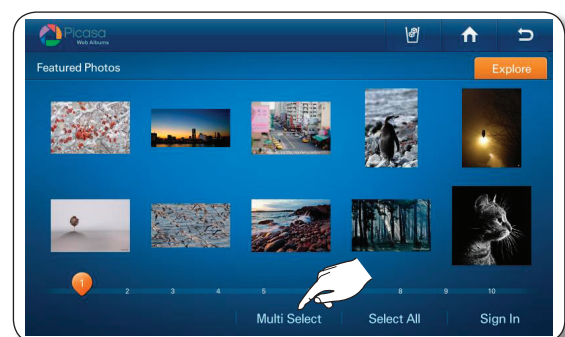 Picasa
Web Albums
Featured Photos
Explore
1 2 3 4 5 8 9 10
Multi Select
Select All
Sign In